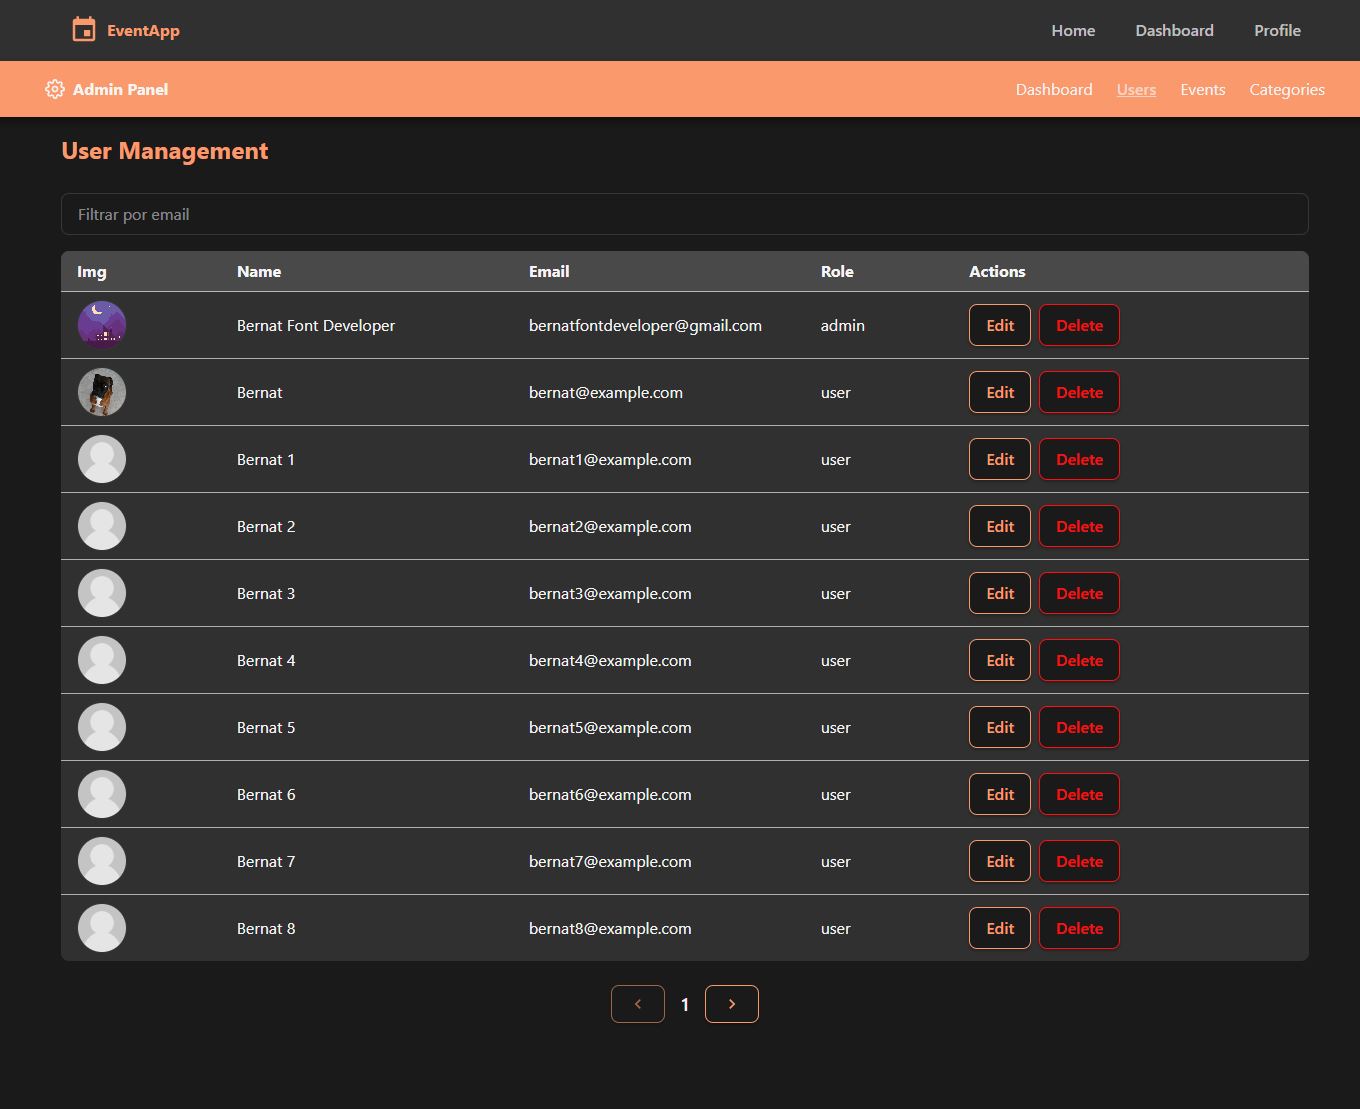 EventApp Home Dashboard Profile
Admin Panel Dashboard Users Events Categories
User Management
Filtrar por email
Img Name Email Role Actions
Bernat Font Developer bernatfontdeveloper@gmail.com admin Edit Delete
Bernat bernat@example.com user Edit Delete
Bernat 1 bernat1@example.com user Edit Delete
Bernat 2 bernat2@example.com user Edit Delete
Bernat 3 bernat3@example.com user Edit Delete
Bernat 4 bernat4@example.com user Edit Delete
Bernat 5 bernat5@example.com user Edit Delete
Bernat 6 bernat6@example.com user Edit Delete
Bernat 7 bernat7@example.com user Edit Delete
Bernat 8 bernat8@example.com user Edit Delete
1